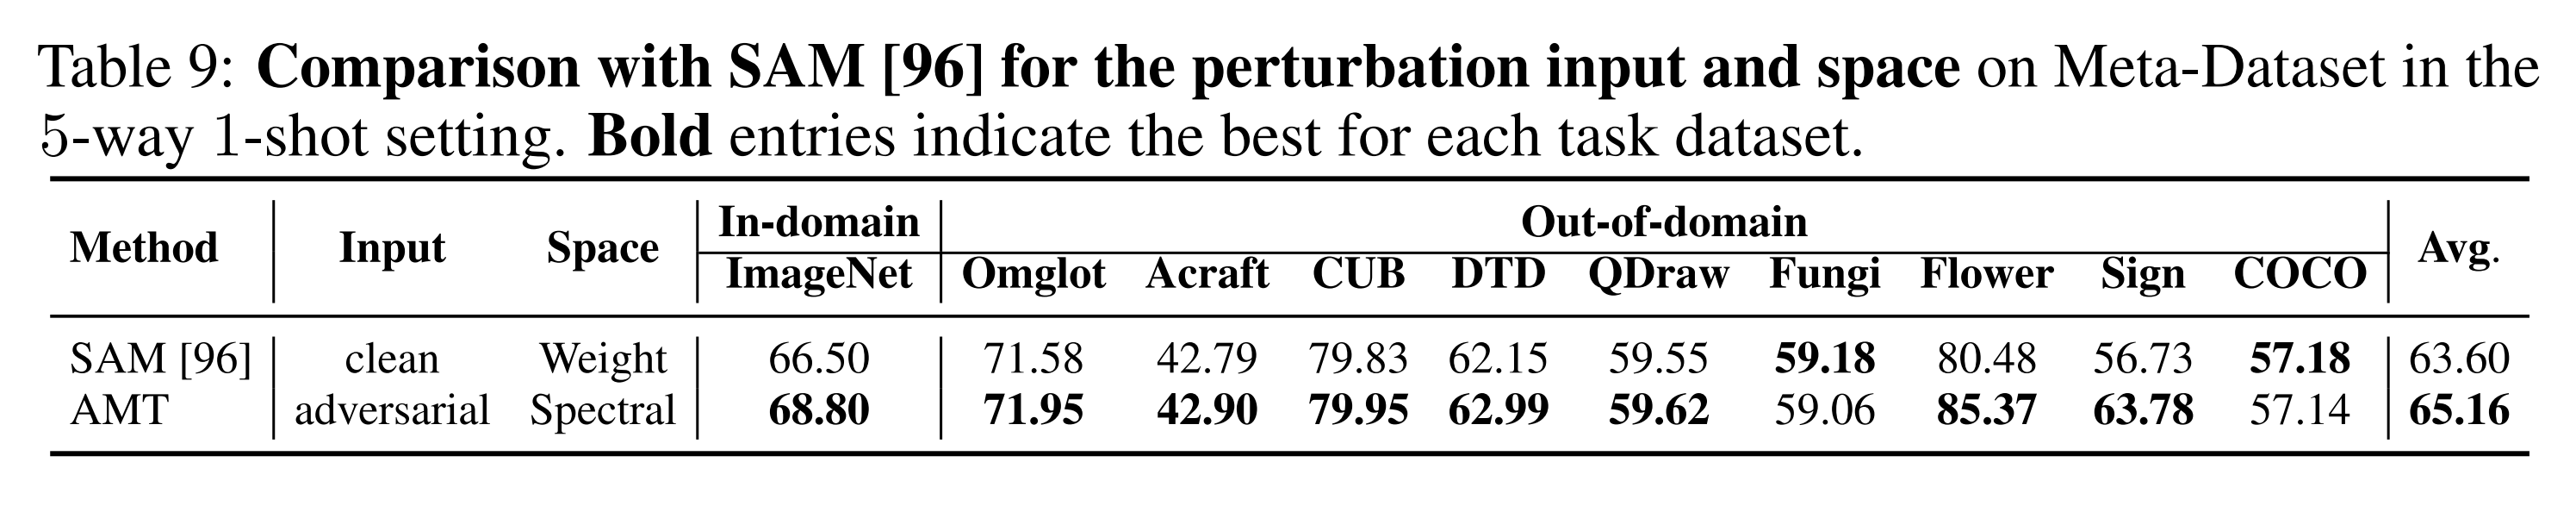 Table 9: Comparison with SAM [96] for the perturbation input and space on Meta-Dataset in the
5-way 1-shot setting. Bold entries indicate the best for each task dataset.
Method Input Space In-domain Out-of-domain Avg.
ImageNet Omglot Acraft CUB DTD QDraw Fungi Flower Sign COCO
SAM [96] clean Weight 66.50 71.58 42.79 79.83 62.15 59.55 59.18 80.48 56.73 57.18 63.60
AMT adversarial Spectral 68.80 71.95 42.90 79.95 62.99 59.62 59.06 85.37 63.78 57.14 65.16